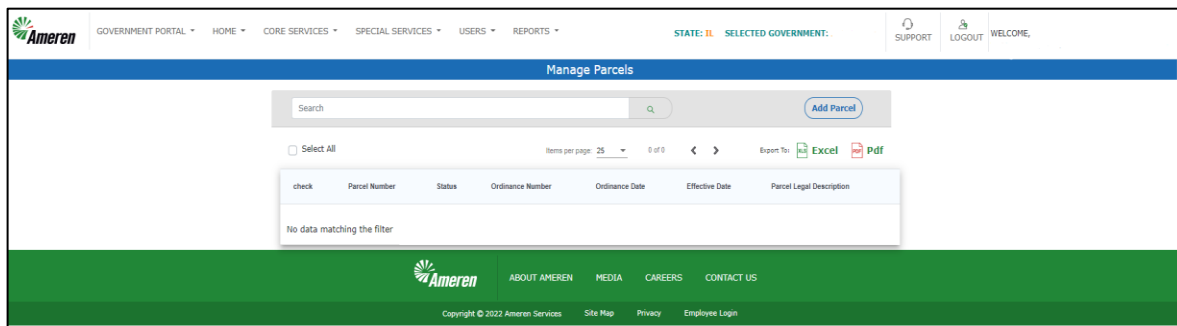 Ameren GOVERNMENT PORTAL HOME CORE SERVICES SPECIAL SERVICES USERS REPORTS STATE: IL SELECTED GOVERNMENT: SUPPORT LOGOUT WELCOME,
Manage Parcels
Search Add Parcel
Select All Items per page: 25 0 of 0 Export To: XLS Excel PDF Pdf
check Parcel Number Status Ordinance Number Ordinance Date Effective Date Parcel Legal Description
No data matching the filter
Ameren ABOUT AMEREN MEDIA CAREERS CONTACT US
Copyright © 2022 Ameren Services Site Map Privacy Employee Login